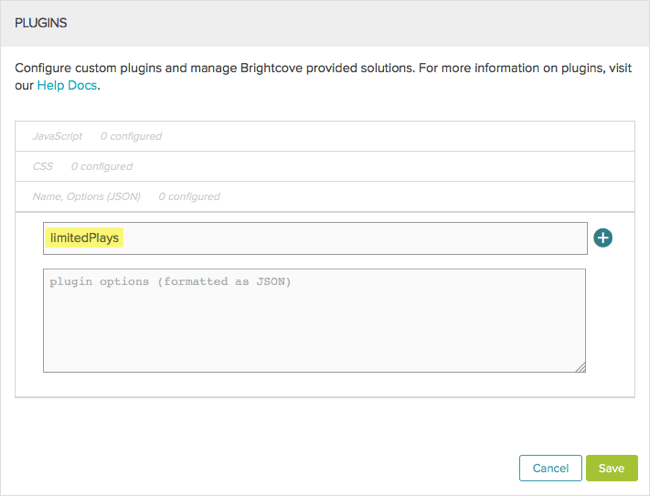 PLUGINS
Configure custom plugins and manage Brightcove provided solutions. For more information on plugins, visit
our Help Docs.
JavaScript 0 configured
CSS 0 configured
Name, Options (JSON) 0 configured
limitedPlays
plugin options (formatted as JSON)
Cancel Save